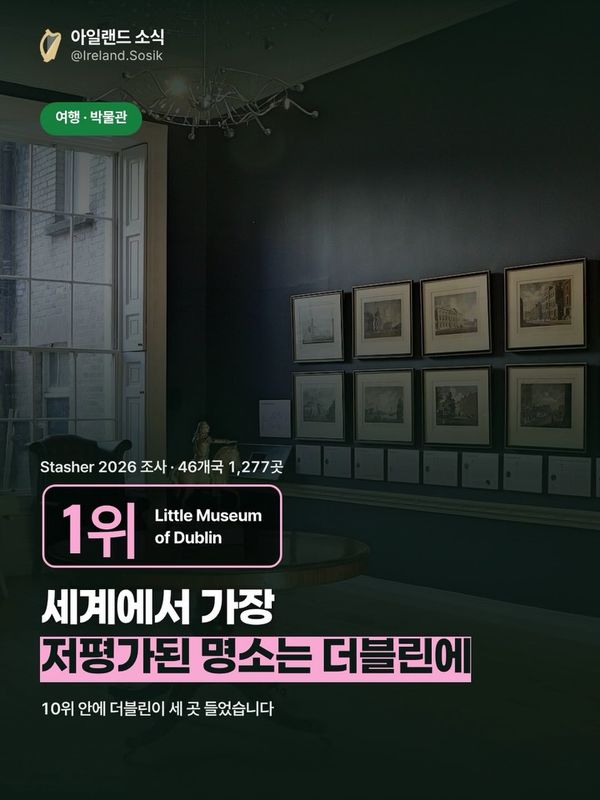 아일랜드 소식
@Ireland.Sosik
여행 · 박물관
Stasher 2026 조사 · 46개국 1,277곳
1위
Little Museum
of Dublin
세계에서 가장
저평가된 명소는 더블린에
10위 안에 더블린이 세 곳 들었습니다